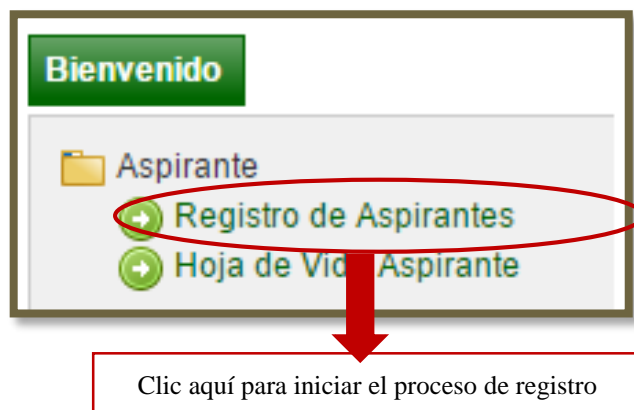 Bienvenido
Aspirante
Registro de Aspirantes
Hoja de Vida Aspirante
Clic aquí para iniciar el proceso de registro